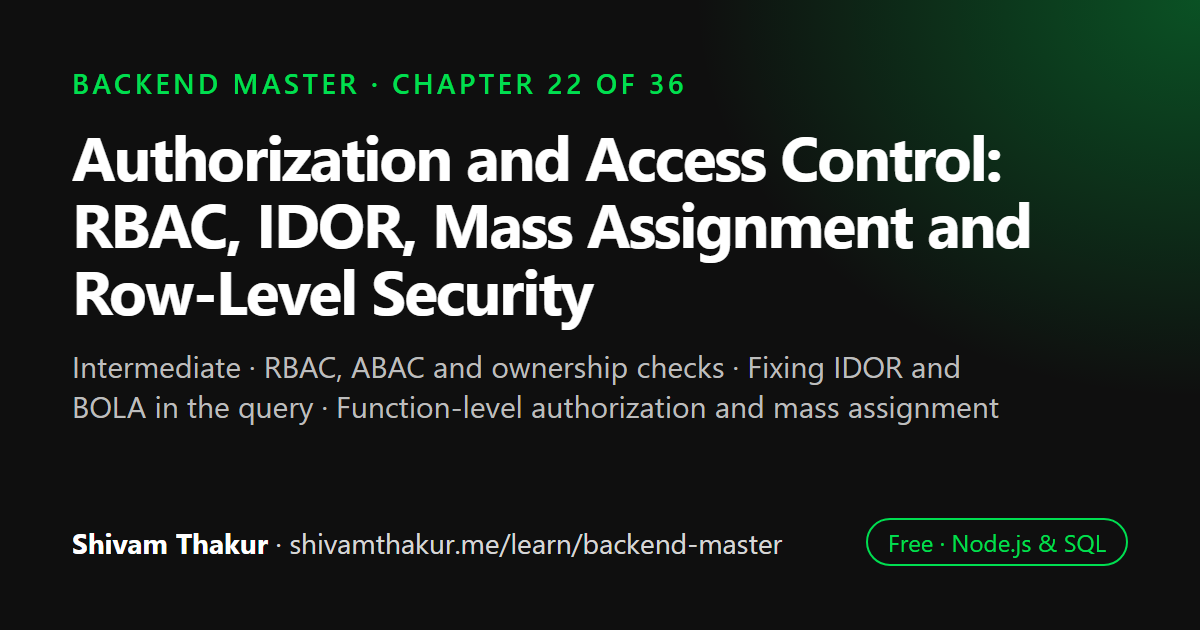 BACKEND MASTER · CHAPTER 22 OF 36
Authorization and Access Control:
RBAC, IDOR, Mass Assignment and
Row-Level Security
Intermediate · RBAC, ABAC and ownership checks · Fixing IDOR and
BOLA in the query · Function-level authorization and mass assignment
Shivam Thakur · shivamthakur.me/learn/backend-master
Free · Node.js & SQL